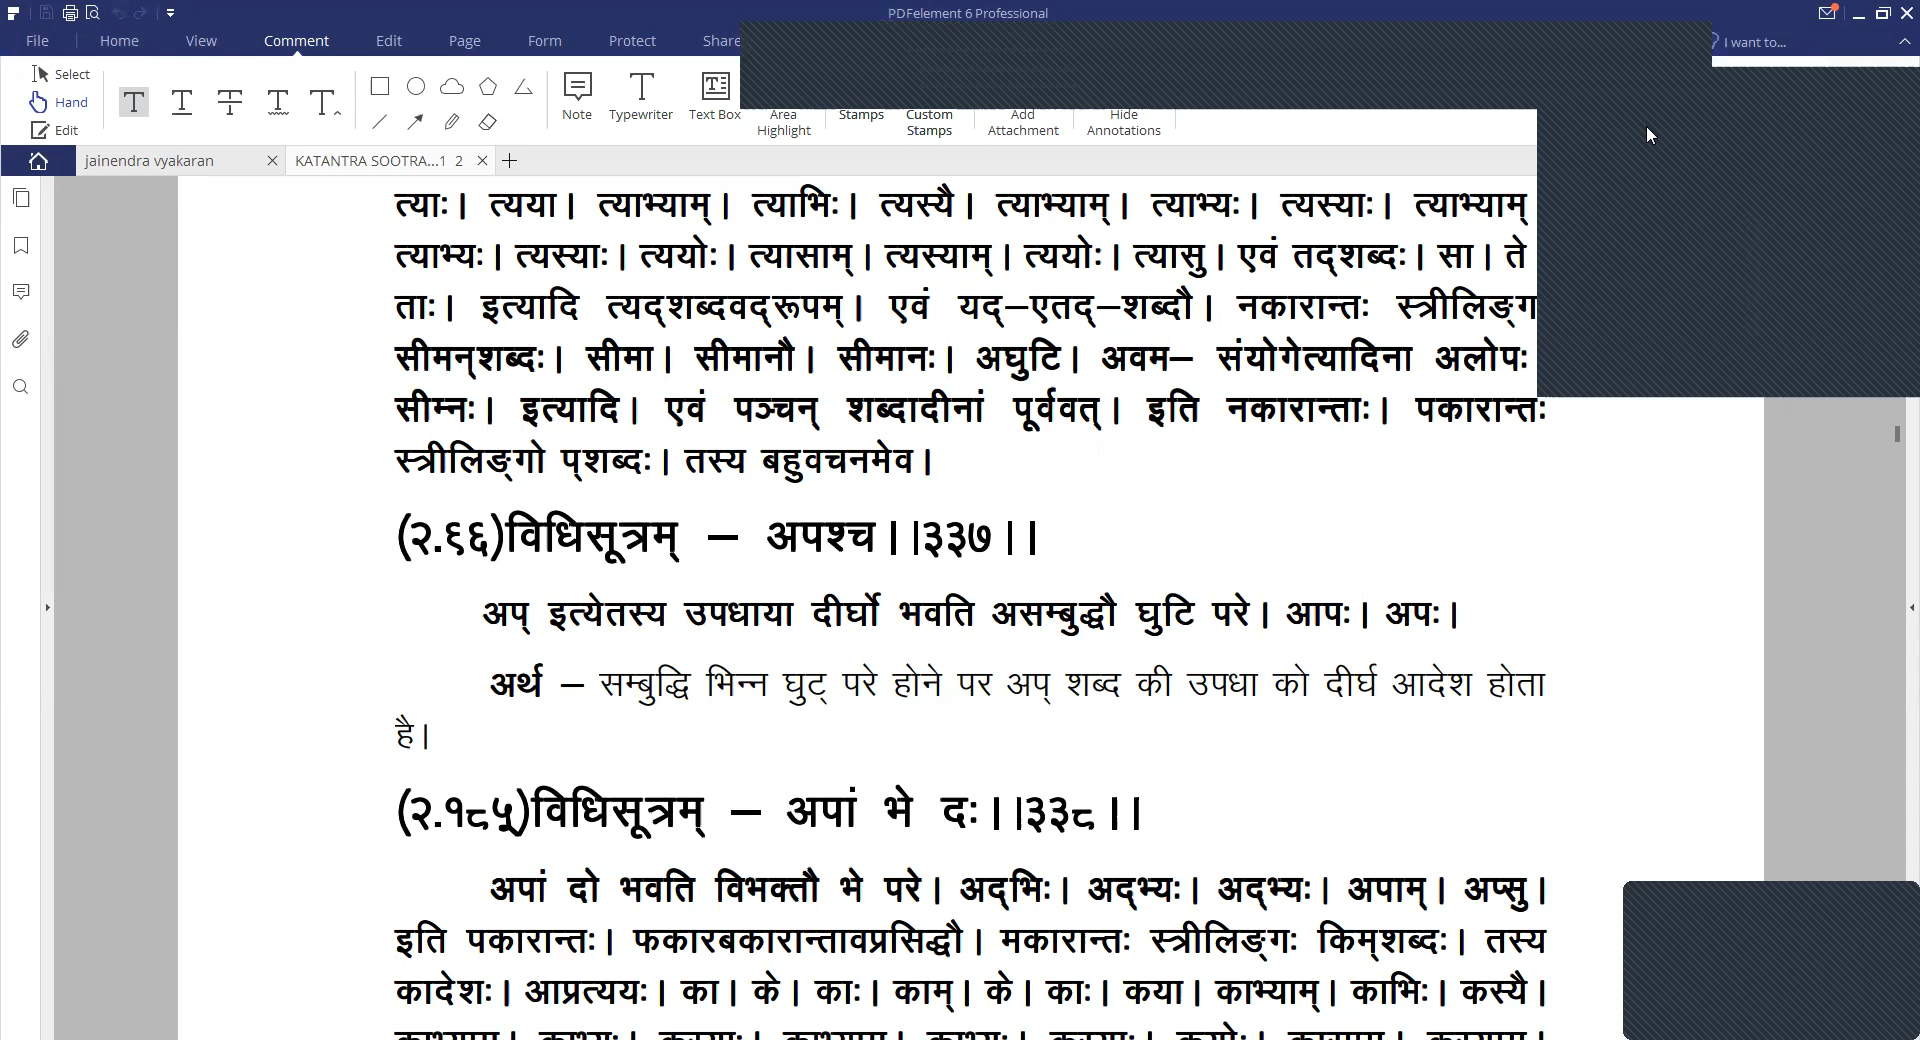 PDFelement 6 Professional
File Home View Comment Edit Page Form Protect Share I want to...
Select
Hand
Edit
Note Typewriter Text Box Area Highlight Stamps Custom Stamps Add Attachment Hide Annotations
jainendra vyakaran KATANTRA SOOTRA...1 2
त्याः। त्यया। त्याभ्याम्। त्याभिः। त्यस्यै। त्याभ्याम्। त्याभ्यः। त्यस्याः। त्याभ्याम्
त्याभ्यः। त्यस्याः। त्ययोः। त्यासाम्। त्यस्याम्। त्ययोः। त्यासु। एवं तद्शब्दः। सा। ते
ताः। इत्यादि त्यद्शब्दवद्रूपम्। एवं यद्–एतद्–शब्दौ। नकारान्तः स्त्रीलिङ्ग
सीमन्शब्दः। सीमा। सीमानौ। सीमानः। अघुटि। अवम– संयोगेत्यादिना अलोपः
सीम्नः। इत्यादि। एवं पञ्चन् शब्दादीनां पूर्ववत्। इति नकारान्ताः। पकारान्तः
स्त्रीलिङ्गो प्शब्दः। तस्य बहुवचनमेव।
(२.६६)विधिसूत्रम् – अपश्च।।३३७।।
अप् इत्येतस्य उपधाया दीर्घो भवति असम्बुद्धौ घुटि परे। आपः। अपः।
अर्थ – सम्बुद्धि भिन्न घुट् परे होने पर अप् शब्द की उपधा को दीर्घ आदेश होता
है।
(२.१८५)विधिसूत्रम् – अपां भे दः।।३३८।।
अपां दो भवति विभक्तौ भे परे। अद्भिः। अद्भ्यः। अद्भ्यः। अपाम्। अप्सु।
इति पकारान्तः। फकारबकारान्तावप्रसिद्धौ। मकारान्तः स्त्रीलिङ्गः किम्शब्दः। तस्य
कादेशः। आप्रत्ययः। का। के। काः। काम्। के। काः। कया। काभ्याम्। काभिः। कस्यै।